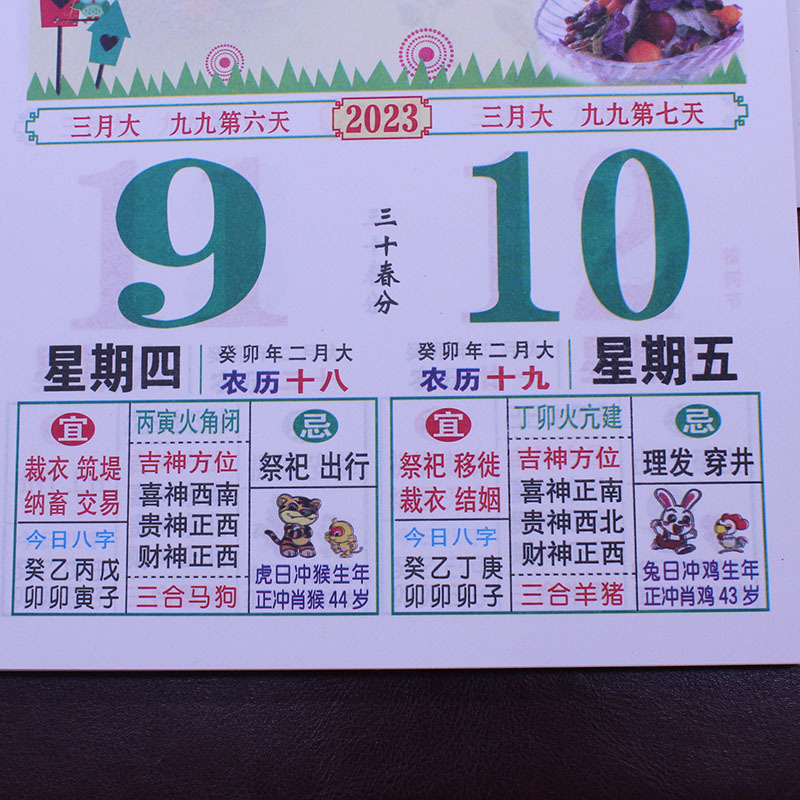 三月大 九九第六天 2023 三月大 九九第七天
9
三十春分
10
星期四
癸卯年二月大
农历十八
癸卯年二月大
农历十九
星期五
宜
裁衣 筑堤
纳畜 交易
今日八字
癸乙丙戊
卯卯寅子
丙寅火角闭
吉神方位
喜神西南
贵神正西
财神正西
三合马狗
忌
祭祀 出行
虎日冲猴生年
正冲肖猴44岁
宜
祭祀 移徙
裁衣 结姻
今日八字
癸乙丁庚
卯卯卯子
丁卯火亢建
吉神方位
喜神正南
贵神西北
财神正西
三合羊猪
忌
理发 穿井
兔日冲鸡生年
正冲肖鸡43岁